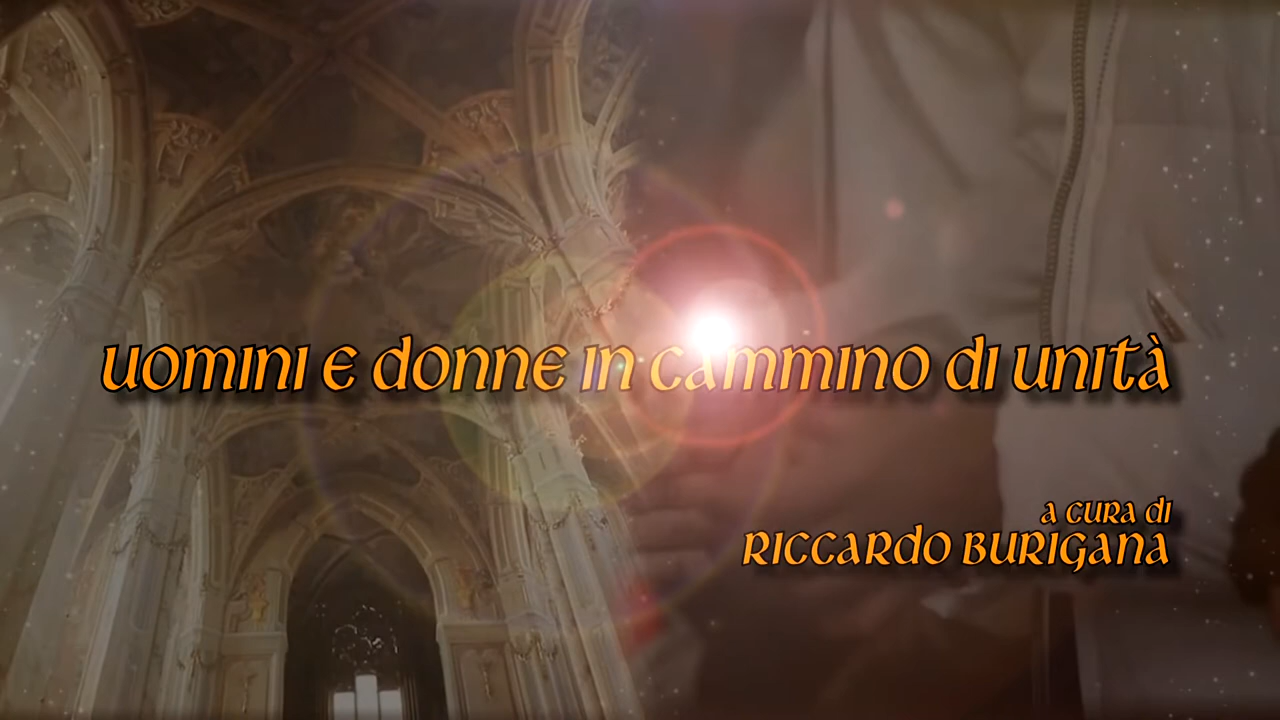 UOMINI E DONNE IN CAMMINO DI UNITÀ
A CURA DI
RICCARDO BURIGANA